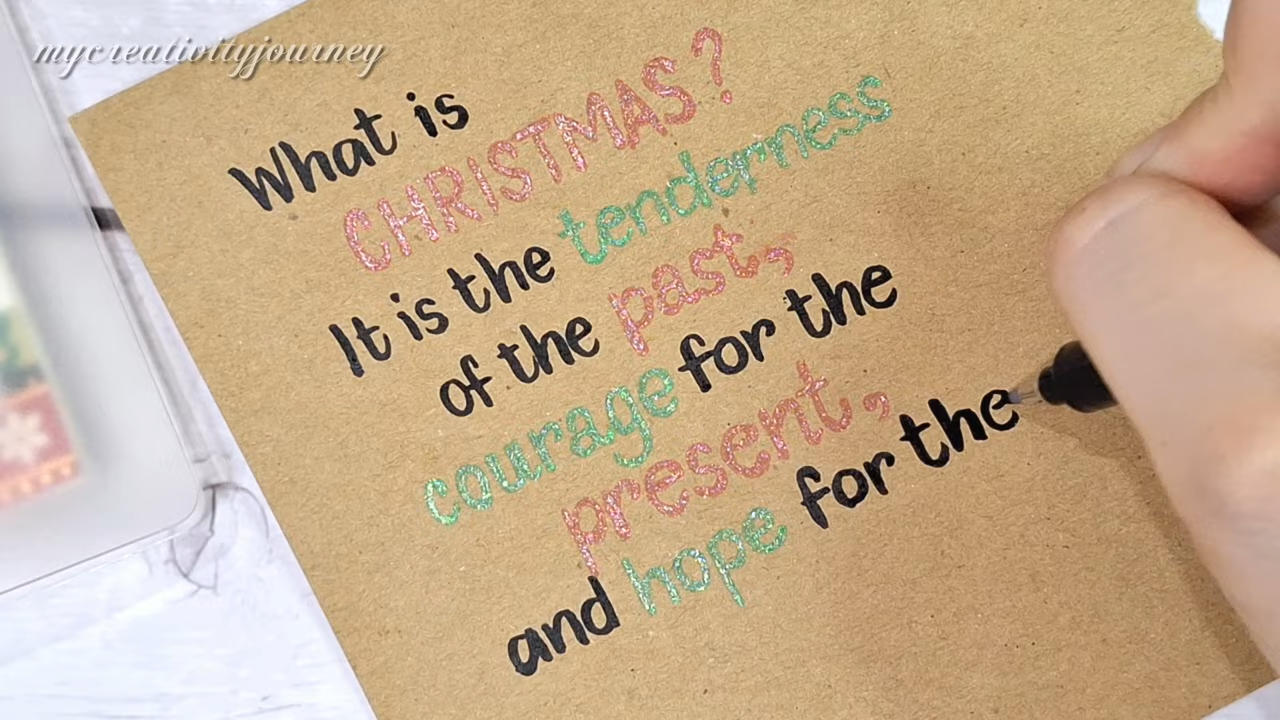 mycreativityjourney
What is
CHRISTMAS?
It is the tenderness
of the past,
courage for the
present,
and hope for the